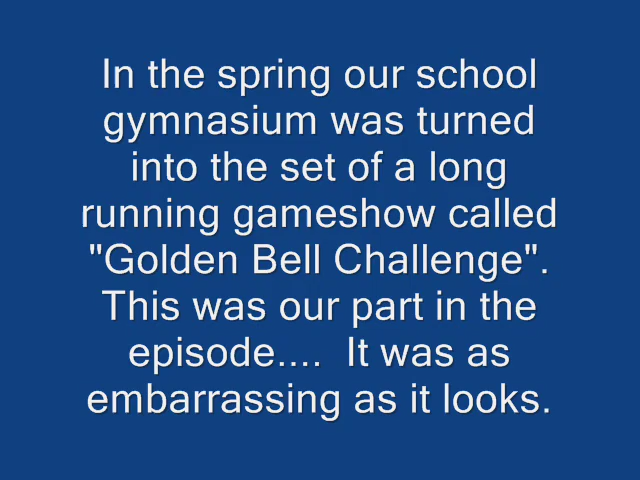 In the spring our school
gymnasium was turned
into the set of a long
running gameshow called
"Golden Bell Challenge".
This was our part in the
episode....  It was as
embarrassing as it looks.